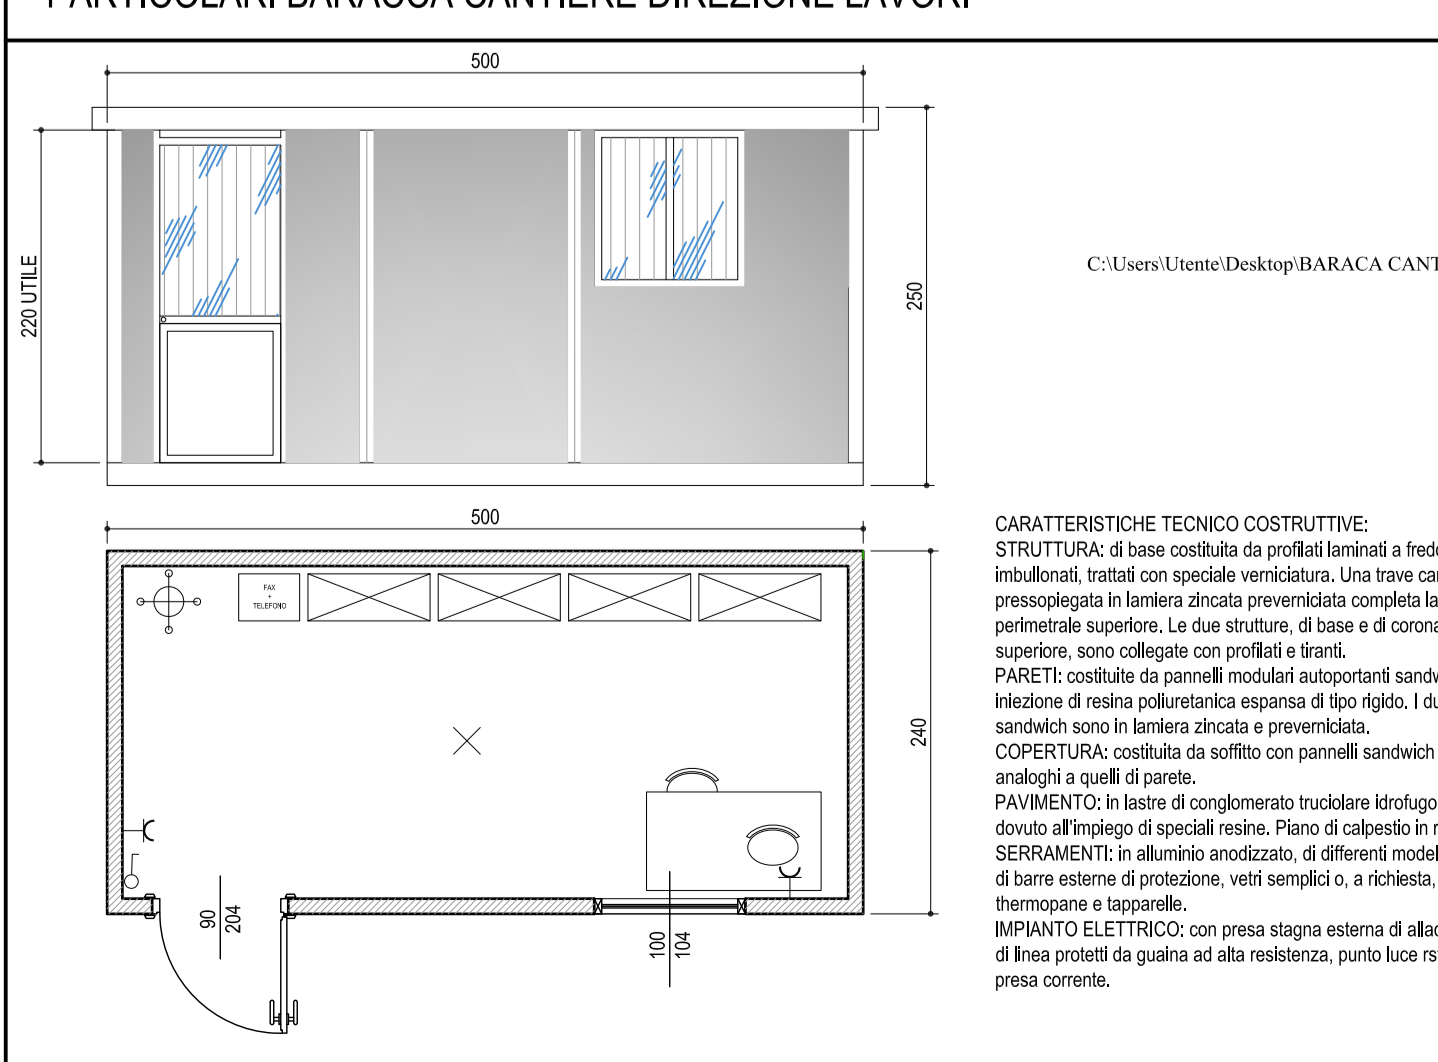 PARTICOLARI BARACCA CANTIERE DIREZIONE LAVORI
500
220 UTILE
250
C:\Users\Utente\Desktop\BARACA CANT
500
FAX
+
TELEFONO
240
90
204
100
104
CARATTERISTICHE TECNICO COSTRUTTIVE:
STRUTTURA: di base costituita da profilati laminati a fredd
imbullonati, trattati con speciale verniciatura. Una trave car
pressopiegata in lamiera zincata preverniciata completa la
perimetrale superiore. Le due strutture, di base e di corona
superiore, sono collegate con profilati e tiranti.
PARETI: costituite da pannelli modulari autoportanti sandw
iniezione di resina poliuretanica espansa di tipo rigido. I du
sandwich sono in lamiera zincata e preverniciata.
COPERTURA: costituita da soffitto con pannelli sandwich
analoghi a quelli di parete.
PAVIMENTO: in lastre di conglomerato truciolare idrofugo
dovuto all'impiego di speciali resine. Piano di calpestio in
SERRAMENTI: in alluminio anodizzato, di differenti model
di barre esterne di protezione, vetri semplici o, a richiesta,
thermopane e tapparelle.
IMPIANTO ELETTRICO: con presa stagna esterna di allac
di linea protetti da guaina ad alta resistenza, punto luce
presa corrente.